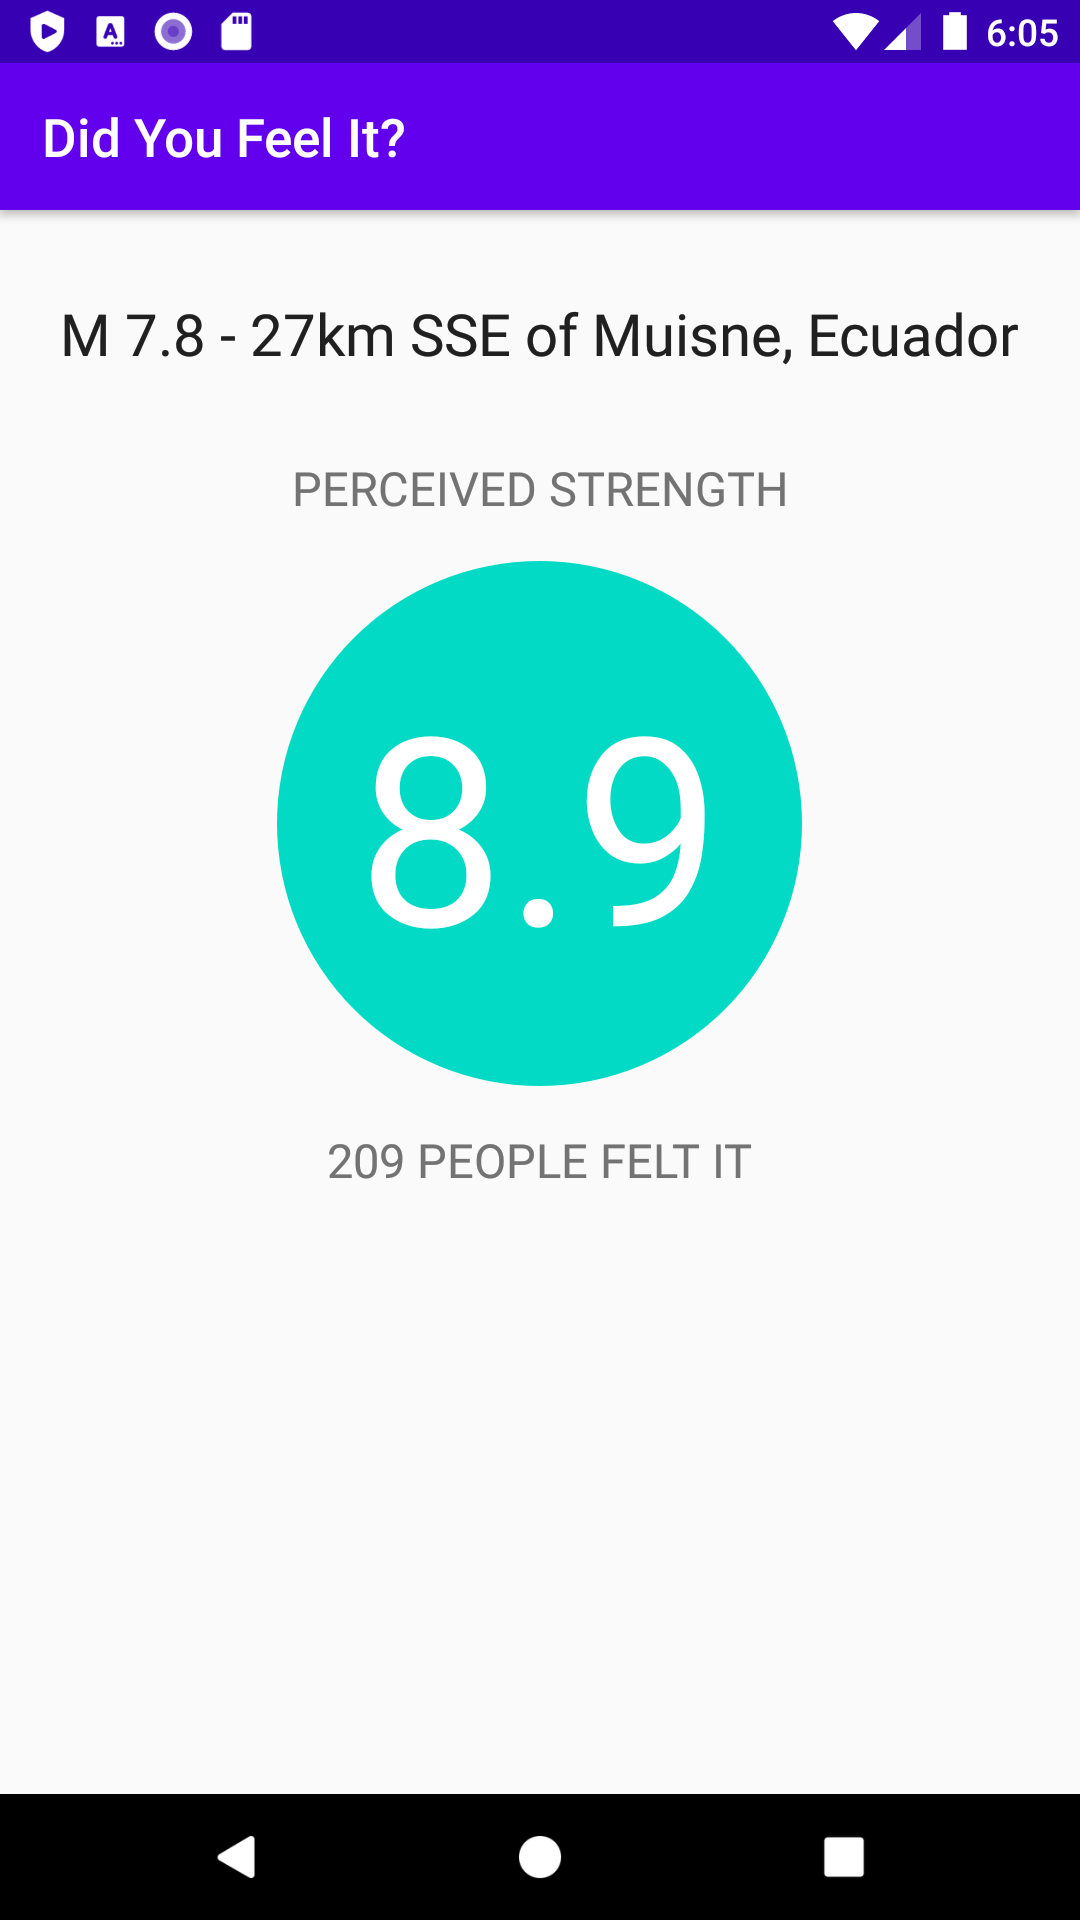 6:05
Did You Feel It?
M 7.8 - 27km SSE of Muisne, Ecuador
PERCEIVED STRENGTH
8.9
209 PEOPLE FELT IT